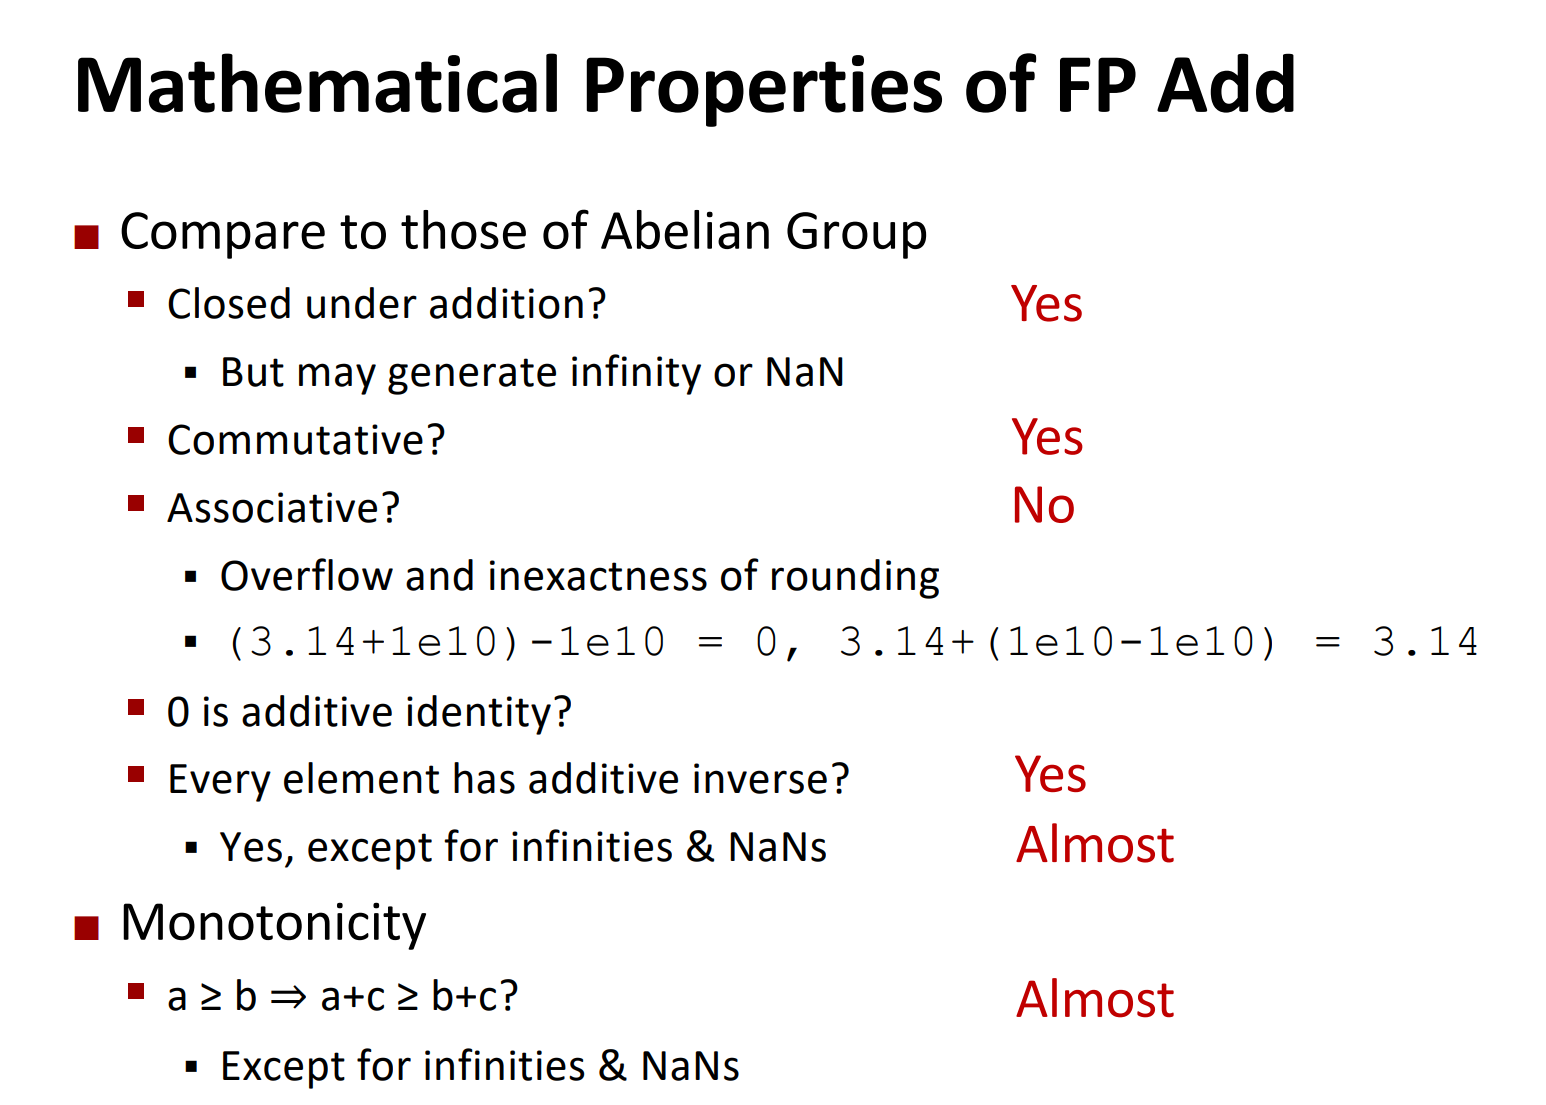 Mathematical Properties of FP Add
Compare to those of Abelian Group
Closed under addition? Yes
But may generate infinity or NaN
Commutative? Yes
Associative? No
Overflow and inexactness of rounding
(3.14+1e10)-1e10 = 0, 3.14+(1e10-1e10) = 3.14
0 is additive identity?
Every element has additive inverse? Yes
Yes, except for infinities & NaNs Almost
Monotonicity
a ≥ b ⇒ a+c ≥ b+c? Almost
Except for infinities & NaNs